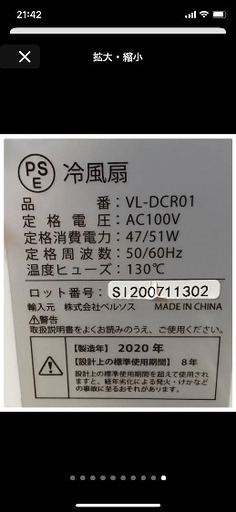 21:42
拡大・縮小
PS
E
冷風扇
品番：VL-DCR01
定格電圧：AC100V
定格消費電力：47/51W
定格周波数：50/60Hz
温度ヒューズ：130℃
ロット番号：SI200711302
輸入元 株式会社ベルソス MADE IN CHINA
⚠警告
取扱説明書をよくお読みのうえ、ご使用ください。
【製造年】2020年
【設計上の標準使用期間】8年
設計上の標準使用期間を超えて使用され
ますと、経年劣化による発火・けがなど
の事故に至るおそれがあります。